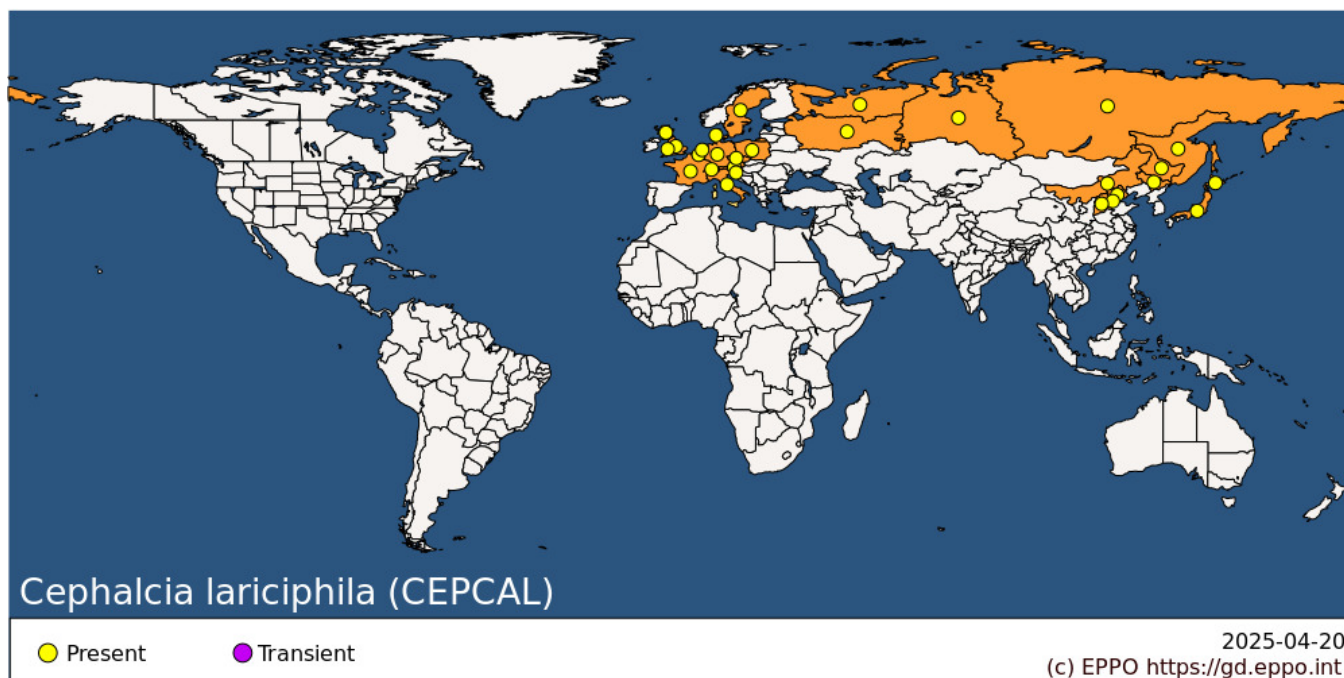 Cephalcia lariciphila (CEPCAL)
Present
Transient
2025-04-20
(c) EPPO https://gd.eppo.int